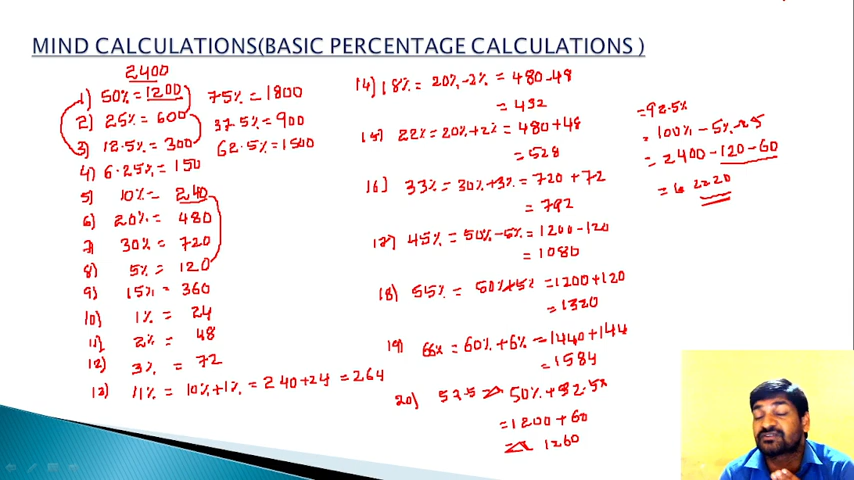 MIND CALCULATIONS(BASIC PERCENTAGE CALCULATIONS )
2400
1) 50% = 1200
2) 25% = 600
3) 12.5% = 300
4) 6.25% = 150
5) 10% = 240
6) 20% = 480
7) 30% = 720
8) 5% = 120
9) 15% = 360
10) 1% = 24
11) 2% = 48
12) 3% = 72
13) 11% = 10% + 1% = 240 + 24 = 264
75% = 1800
37.5% = 900
62.5% = 1500
14) 18% = 20% - 2% = 480 - 48
= 432
15) 22% = 20% + 2% = 480 + 48
= 528
16) 33% = 30% + 3% = 720 + 72
= 792
17) 45% = 50% - 5% = 1200 - 120
= 1080
18) 55% = 50% + 5% = 1200 + 120
= 1320
19) 66% = 60% + 6% = 1440 + 144
= 1584
20) 52.5 = 50% + 2.5%
= 1200 + 60
= 1260
= 92.5%
= 100% - 5% - 2.5
= 2400 - 120 - 60
= 2220